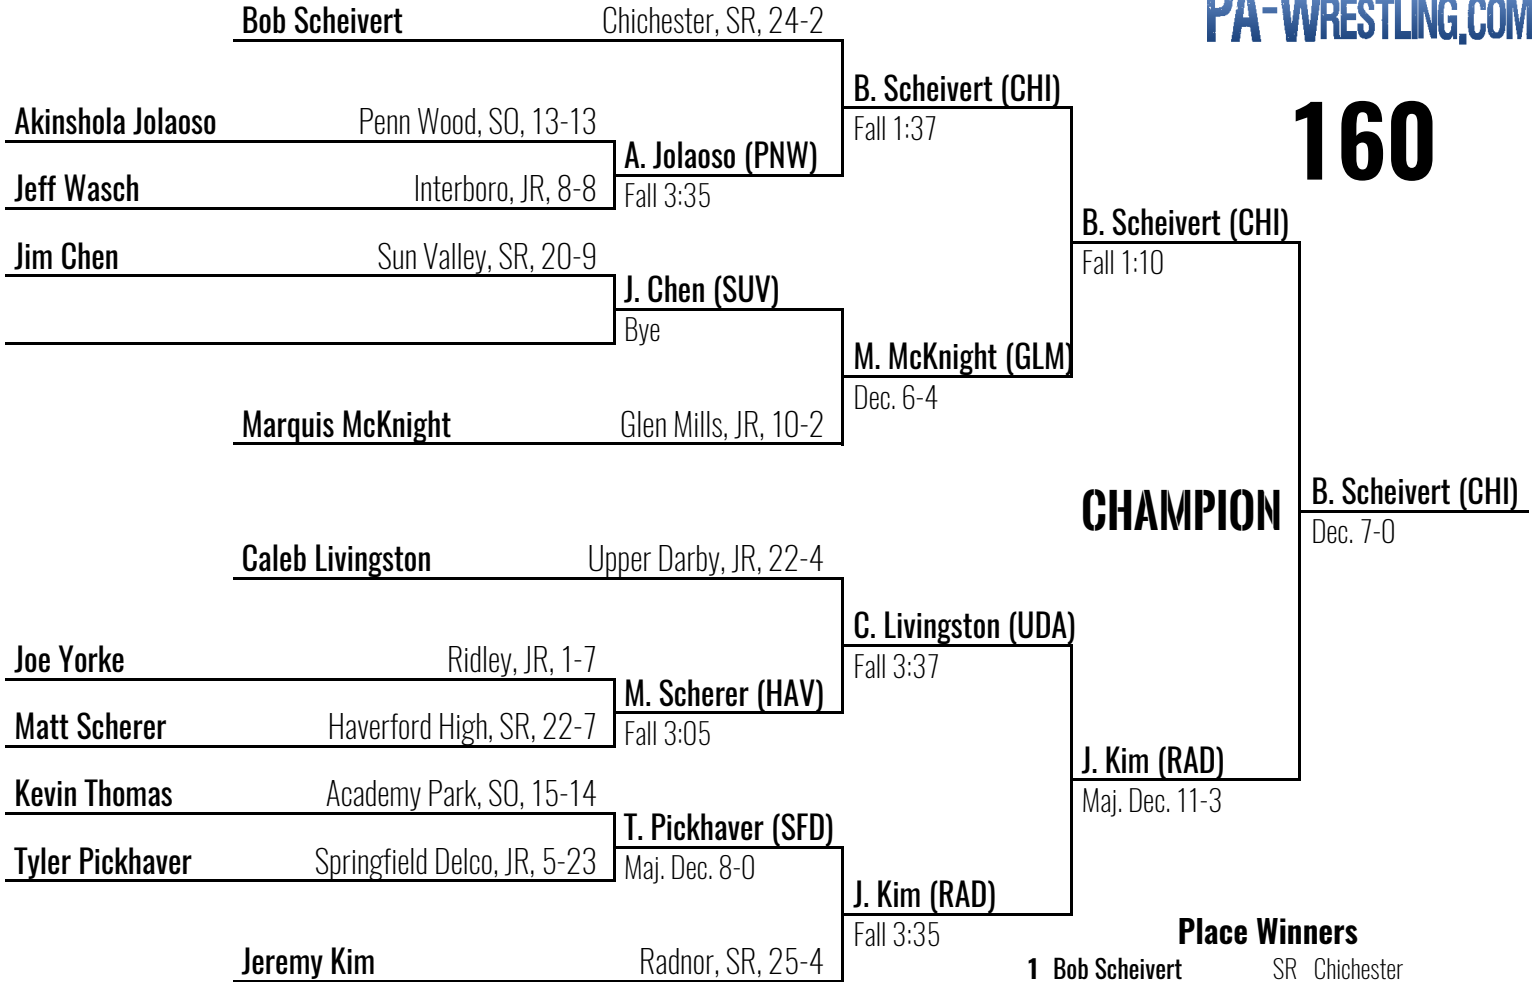 Bob Scheivert Chichester, SR, 24-2
PA-WRESTLING.COM
B. Scheivert (CHI)
Fall 1:37
160
Akinshola Jolaoso Penn Wood, SO, 13-13
A. Jolaoso (PNW)
Jeff Wasch Interboro, JR, 8-8
Fall 3:35
B. Scheivert (CHI)
Fall 1:10
Jim Chen Sun Valley, SR, 20-9
J. Chen (SUV)
Bye
M. McKnight (GLM)
Dec. 6-4
Marquis McKnight Glen Mills, JR, 10-2
CHAMPION
B. Scheivert (CHI)
Dec. 7-0
Caleb Livingston Upper Darby, JR, 22-4
C. Livingston (UDA)
Fall 3:37
Joe Yorke Ridley, JR, 1-7
M. Scherer (HAV)
Matt Scherer Haverford High, SR, 22-7
Fall 3:05
J. Kim (RAD)
Maj. Dec. 11-3
Kevin Thomas Academy Park, SO, 15-14
T. Pickhaver (SFD)
Tyler Pickhaver Springfield Delco, JR, 5-23
Maj. Dec. 8-0
J. Kim (RAD)
Fall 3:35
Jeremy Kim Radnor, SR, 25-4
Place Winners
1 Bob Scheivert SR Chichester